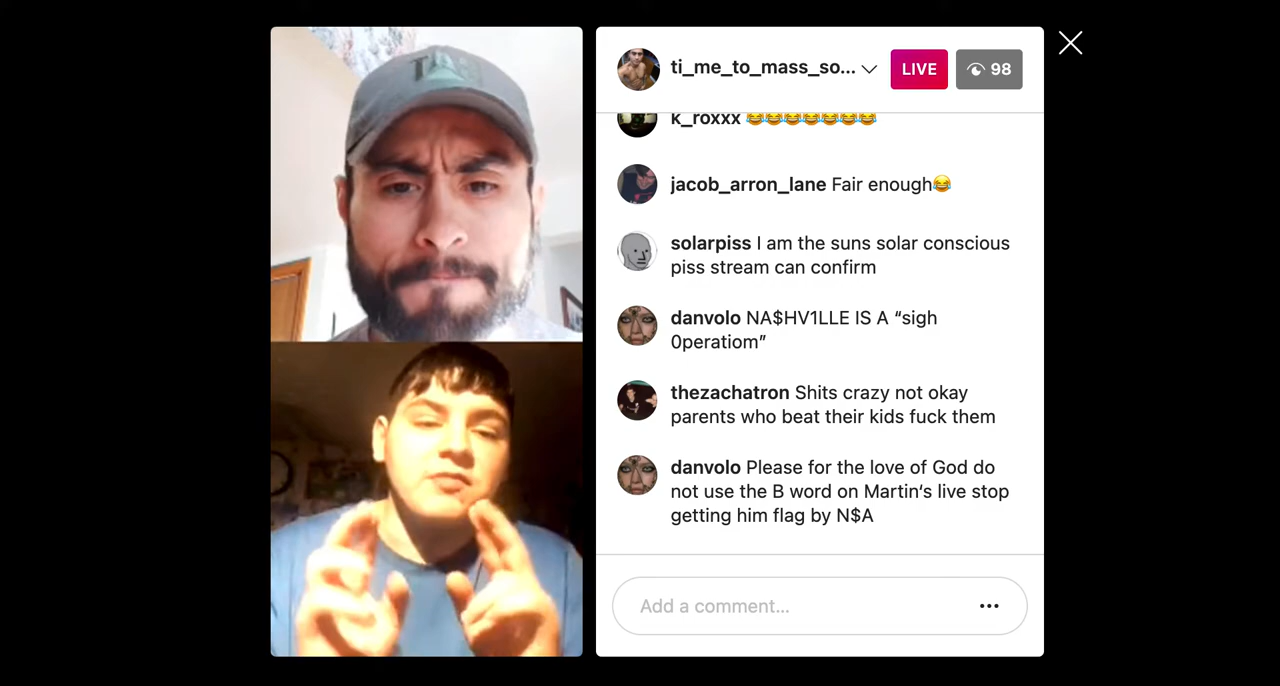 ti_me_to_mass_so...
LIVE
98
k_roxxx 😂😂😂😂😂😂😂
jacob_arron_lane Fair enough😂
solarpiss I am the suns solar conscious
piss stream can confirm
danvolo NA$HV1LLE IS A “sigh
0peratiom”
thezachatron Shits crazy not okay
parents who beat their kids fuck them
danvolo Please for the love of God do
not use the B word on Martin‘s live stop
getting him flag by N$A
Add a comment...